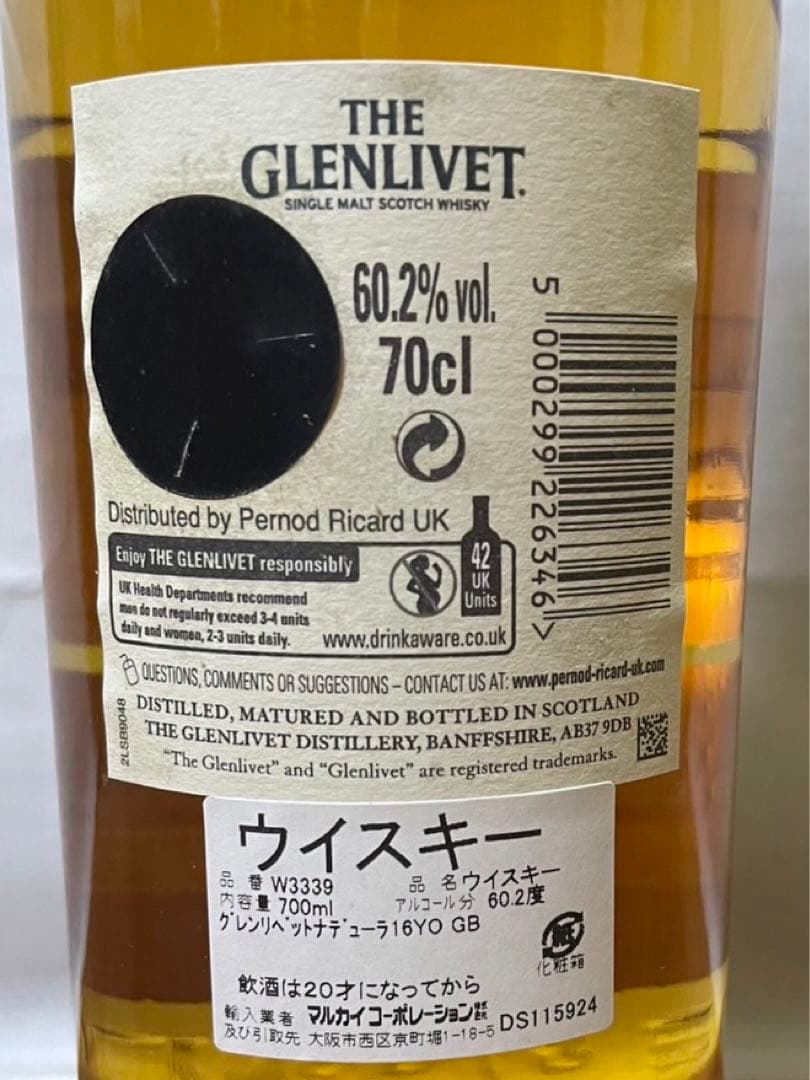 THE
GLENLIVET.
SINGLE MALT SCOTCH WHISKY
60.2% vol.
70cl
5 000299 226346 >
Distributed by Pernod Ricard UK
Enjoy THE GLENLIVET responsibly
UK Health Departments recommend
men do not regularly exceed 3-4 units
daily and women, 2-3 units daily.
42
UK
Units
www.drinkaware.co.uk
QUESTIONS, COMMENTS OR SUGGESTIONS – CONTACT US AT: www.pernod-ricard-uk.com
2LSB9048
DISTILLED, MATURED AND BOTTLED IN SCOTLAND
THE GLENLIVET DISTILLERY, BANFFSHIRE, AB37 9DB
“The Glenlivet” and “Glenlivet” are registered trademarks.
ウイスキー
品 番 W3339 品 名 ウイスキー
内容量 700ml アルコール分 60.2度
グレンリベットナデューラ16YO GB
紙
化粧箱
飲酒は20才になってから
輸入業者 マルカイコーポレーション株式会社
及び引取先 大阪市西区京町堀1-18-5 DS115924